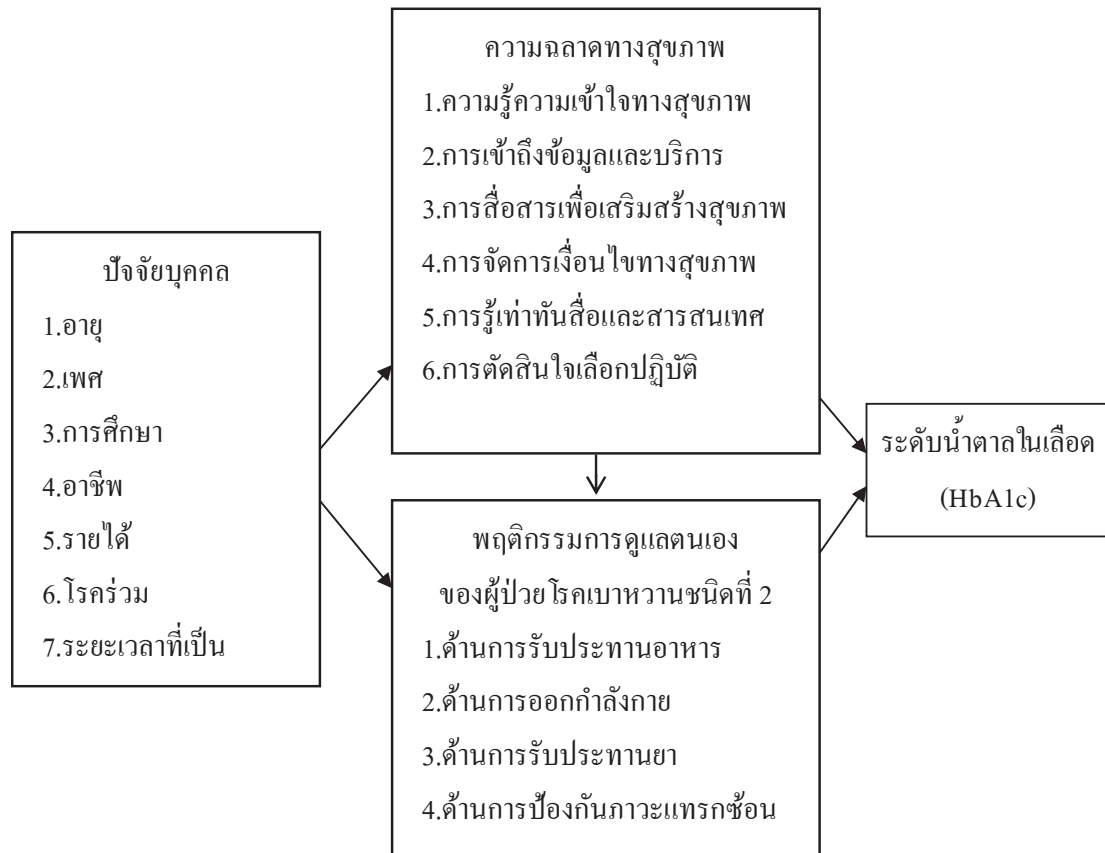 ปัจจัยบุคคล
1.อายุ
2.เพศ
3.การศึกษา
4.อาชีพ
5.รายได้
6.โรคร่วม
7.ระยะเวลาที่เป็น
ความฉลาดทางสุขภาพ
1.ความรู้ความเข้าใจทางสุขภาพ
2.การเข้าถึงข้อมูลและบริการ
3.การสื่อสารเพื่อเสริมสร้างสุขภาพ
4.การจัดการเงื่อนไขทางสุขภาพ
5.การรู้เท่าทันสื่อและสารสนเทศ
6.การตัดสินใจเลือกปฏิบัติ
พฤติกรรมการดูแลตนเอง
ของผู้ป่วยโรคเบาหวานชนิดที่ 2
1.ด้านการรับประทานอาหาร
2.ด้านการออกกำลังกาย
3.ด้านการรับประทานยา
4.ด้านการป้องกันภาวะแทรกซ้อน
ระดับน้ำตาลในเลือด
(HbA1c)